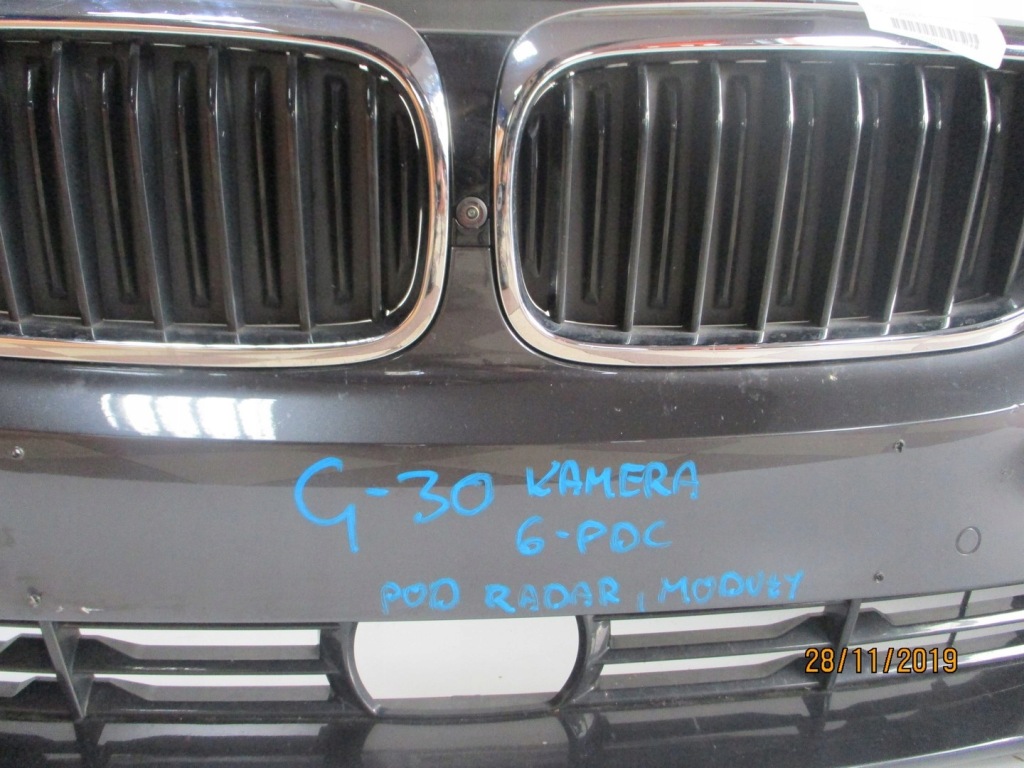 G-30 KAMERA
6-PDC
POD RADAR, MODUŁY
28/11/2019